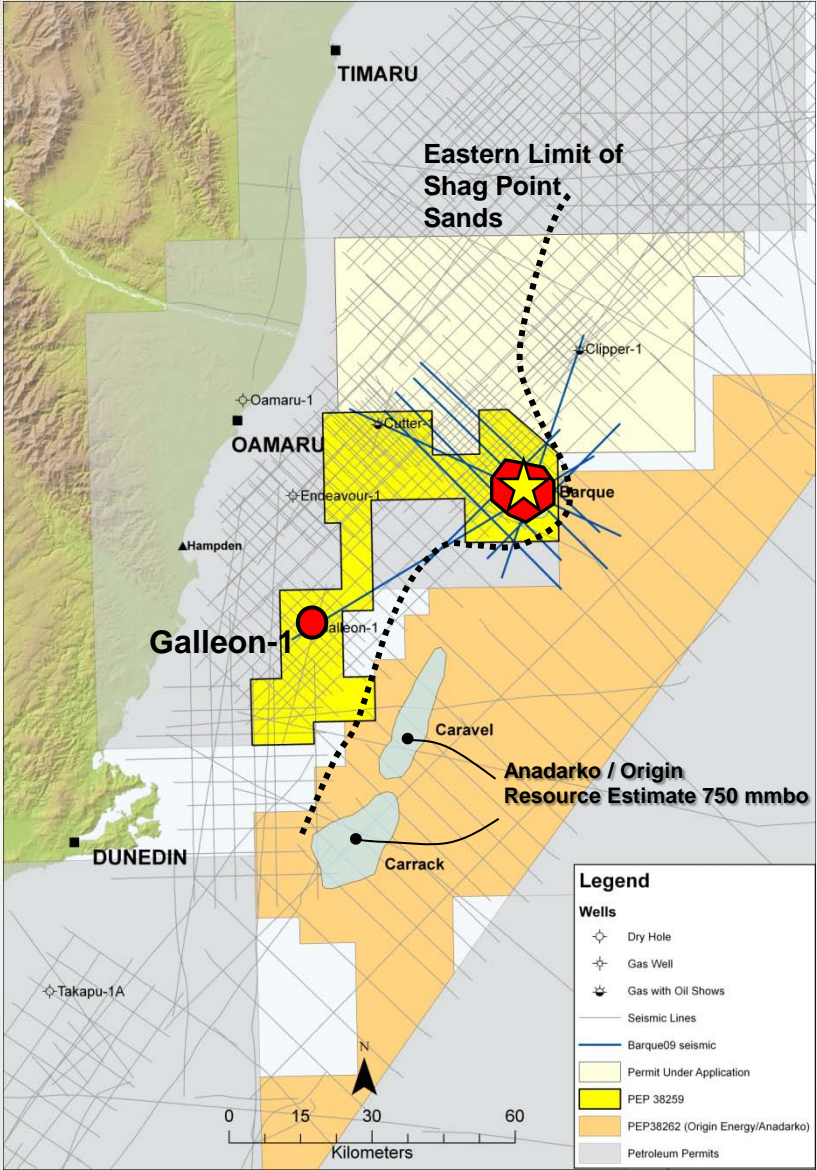 TIMARU
Eastern Limit of
Shag Point
Sands
Clipper-1
Oamaru-1
OAMARU
Cutter-1
Barque
Endeavour-1
Hampden
Galleon-1
alleon-1
Caravel
Anadarko / Origin
Resource Estimate 750 mmbo
DUNEDIN
Carrack
Takapu-1A
N
0 15 30 60
Kilometers
Legend
Wells
Dry Hole
Gas Well
Gas with Oil Shows
Seismic Lines
Barque09 seismic
Permit Under Application
PEP 38259
PEP38262 (Origin Energy/Anadarko)
Petroleum Permits